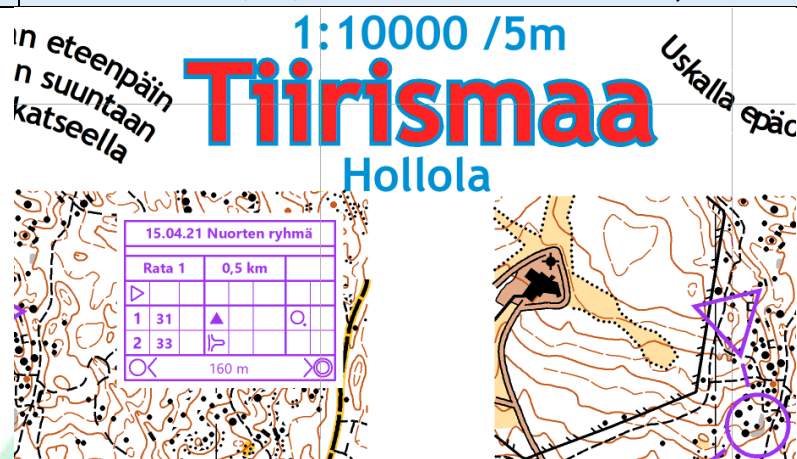 1:10000 /5m
Tiirismaa
Hollola
eteenpäin
suuntaan
katseella
Uskalla
15.04.21 Nuorten ryhmä
Rata 1 0,5 km
1 31
2 33
160 m